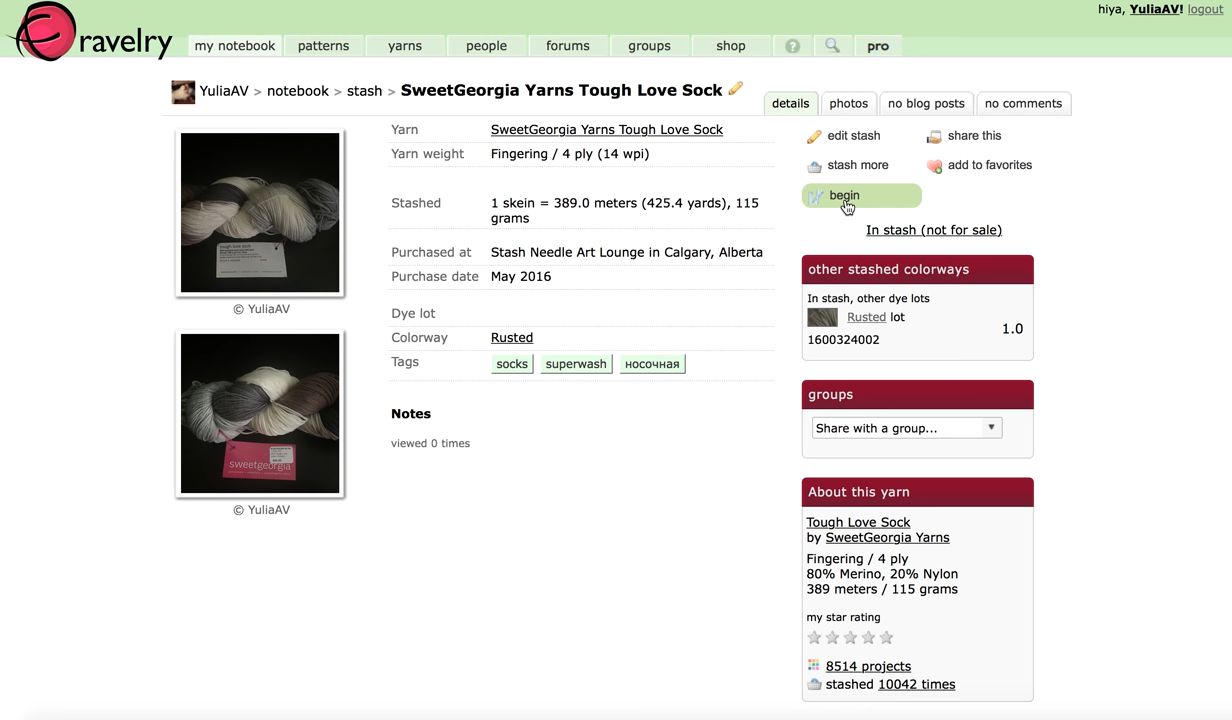 hiya, YuliaAV! logout
ravelry
my notebook patterns yarns people forums groups shop ? pro
YuliaAV > notebook > stash > SweetGeorgia Yarns Tough Love Sock
details photos no blog posts no comments
Yarn SweetGeorgia Yarns Tough Love Sock
Yarn weight Fingering / 4 ply (14 wpi)
Stashed 1 skein = 389.0 meters (425.4 yards), 115
grams
Purchased at Stash Needle Art Lounge in Calgary, Alberta
Purchase date May 2016
Dye lot
Colorway Rusted
Tags socks superwash носочная
Notes
viewed 0 times
tough love sock
© YuliaAV
sweetgeorgia
© YuliaAV
edit stash share this
stash more add to favorites
begin
In stash (not for sale)
other stashed colorways
In stash, other dye lots
Rusted lot
1.0
1600324002
groups
Share with a group...
About this yarn
Tough Love Sock
by SweetGeorgia Yarns
Fingering / 4 ply
80% Merino, 20% Nylon
389 meters / 115 grams
my star rating
8514 projects
stashed 10042 times